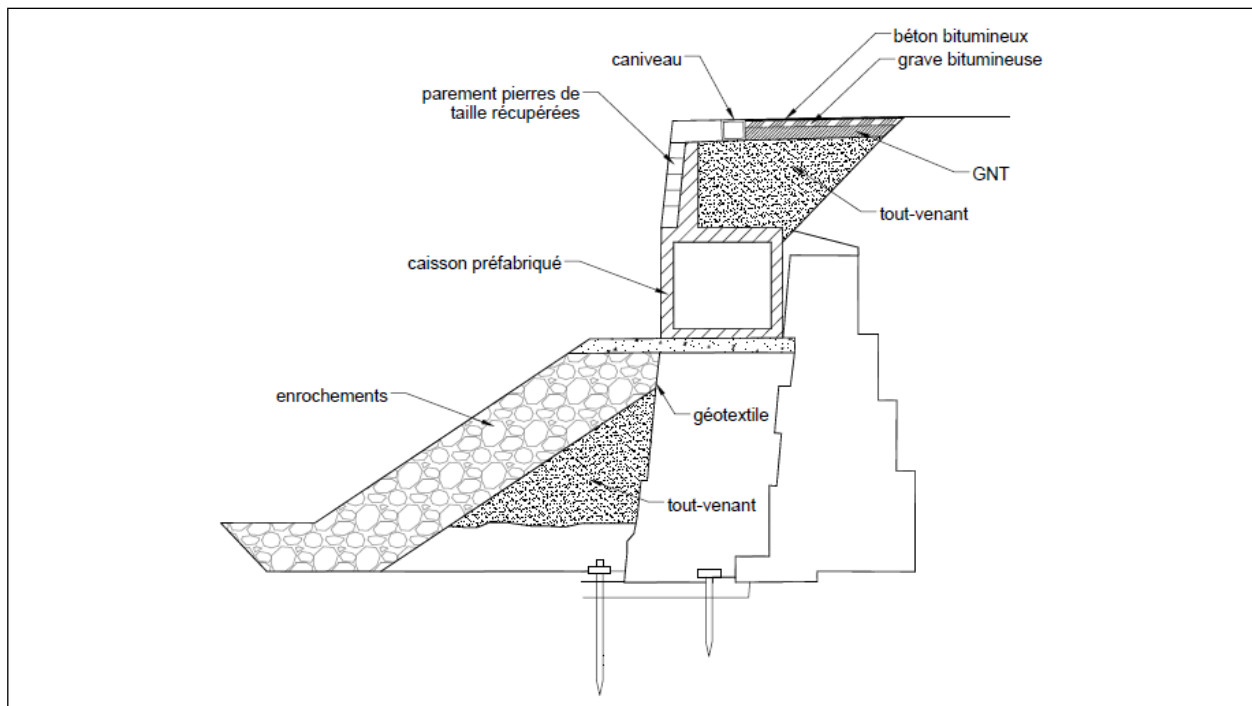 béton bitumineux
grave bitumineuse
caniveau
parement pierres de
taille récupérées
GNT
tout-venant
caisson préfabriqué
enrochements
géotextile
tout-venant